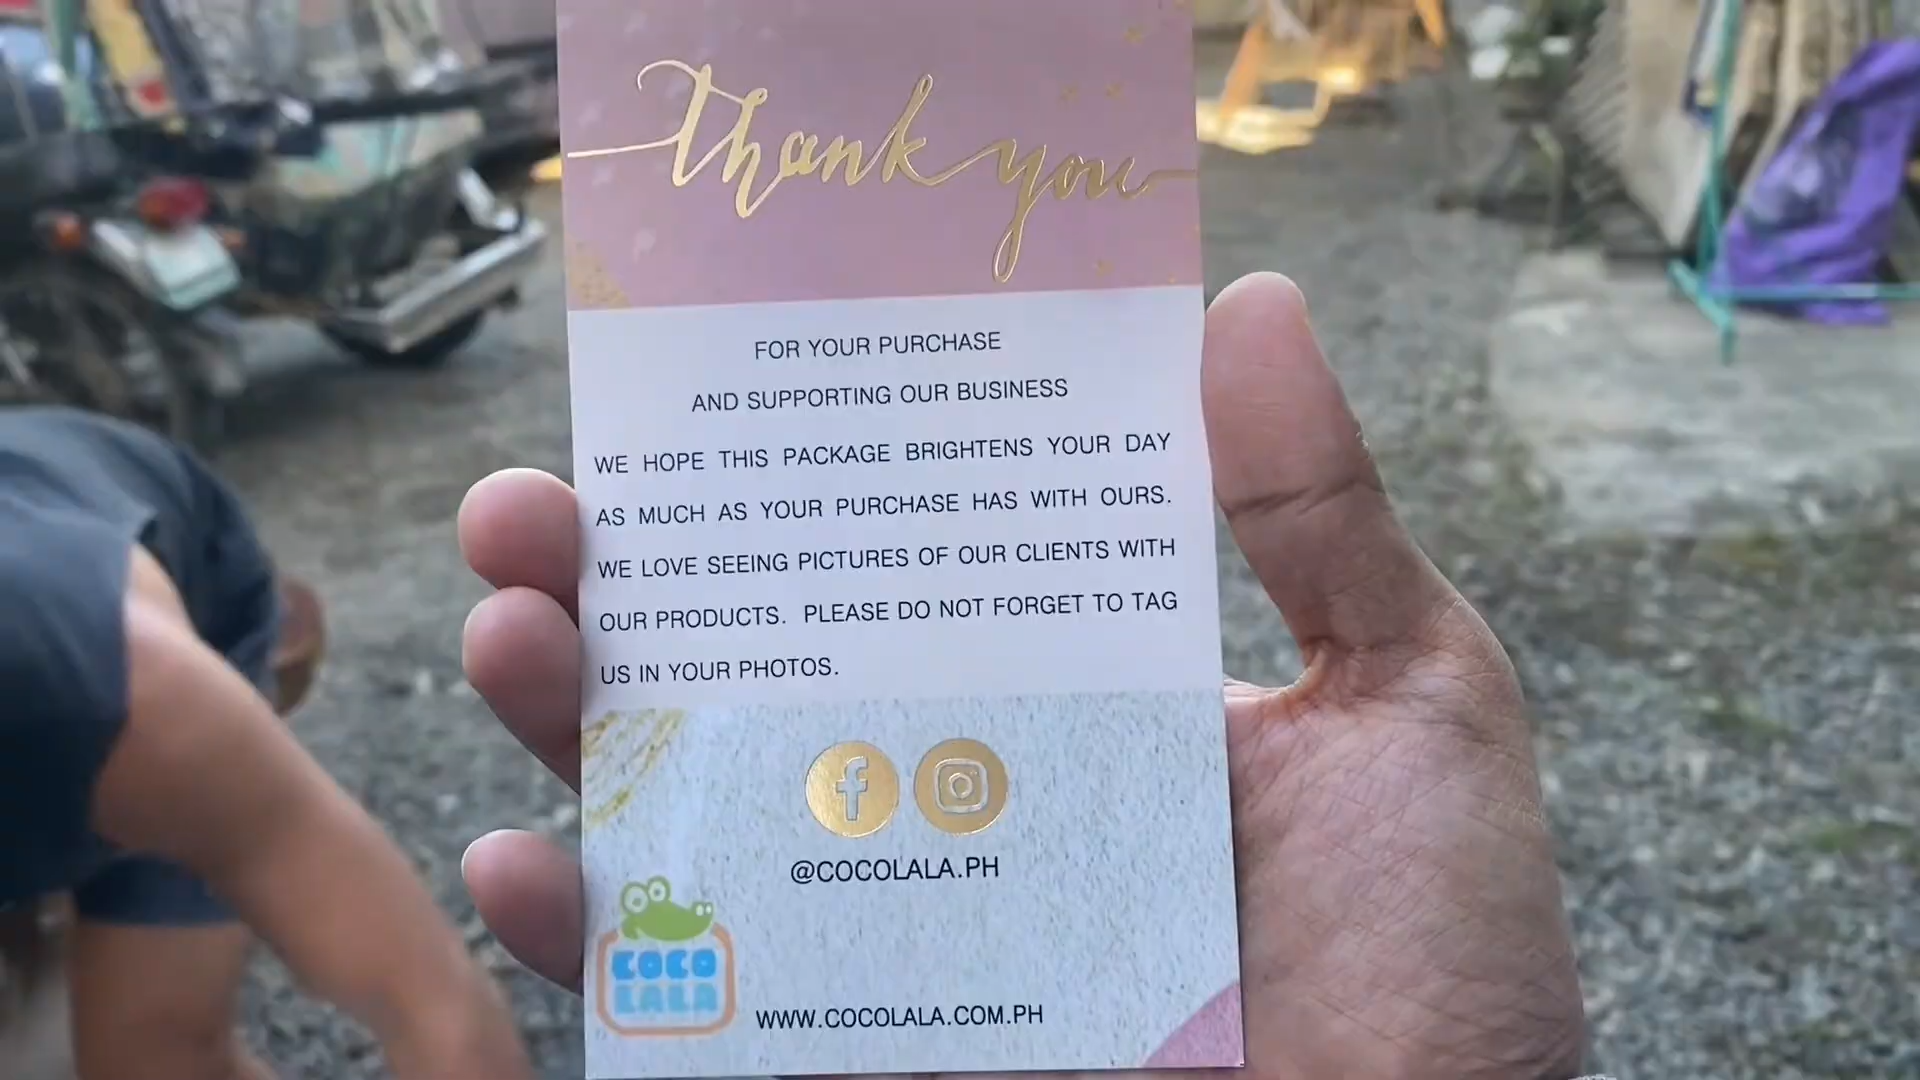 Thank you
FOR YOUR PURCHASE
AND SUPPORTING OUR BUSINESS
WE HOPE THIS PACKAGE BRIGHTENS YOUR DAY
AS MUCH AS YOUR PURCHASE HAS WITH OURS.
WE LOVE SEEING PICTURES OF OUR CLIENTS WITH
OUR PRODUCTS. PLEASE DO NOT FORGET TO TAG
US IN YOUR PHOTOS.
@COCOLALA.PH
COCO
LALA
WWW.COCOLALA.COM.PH